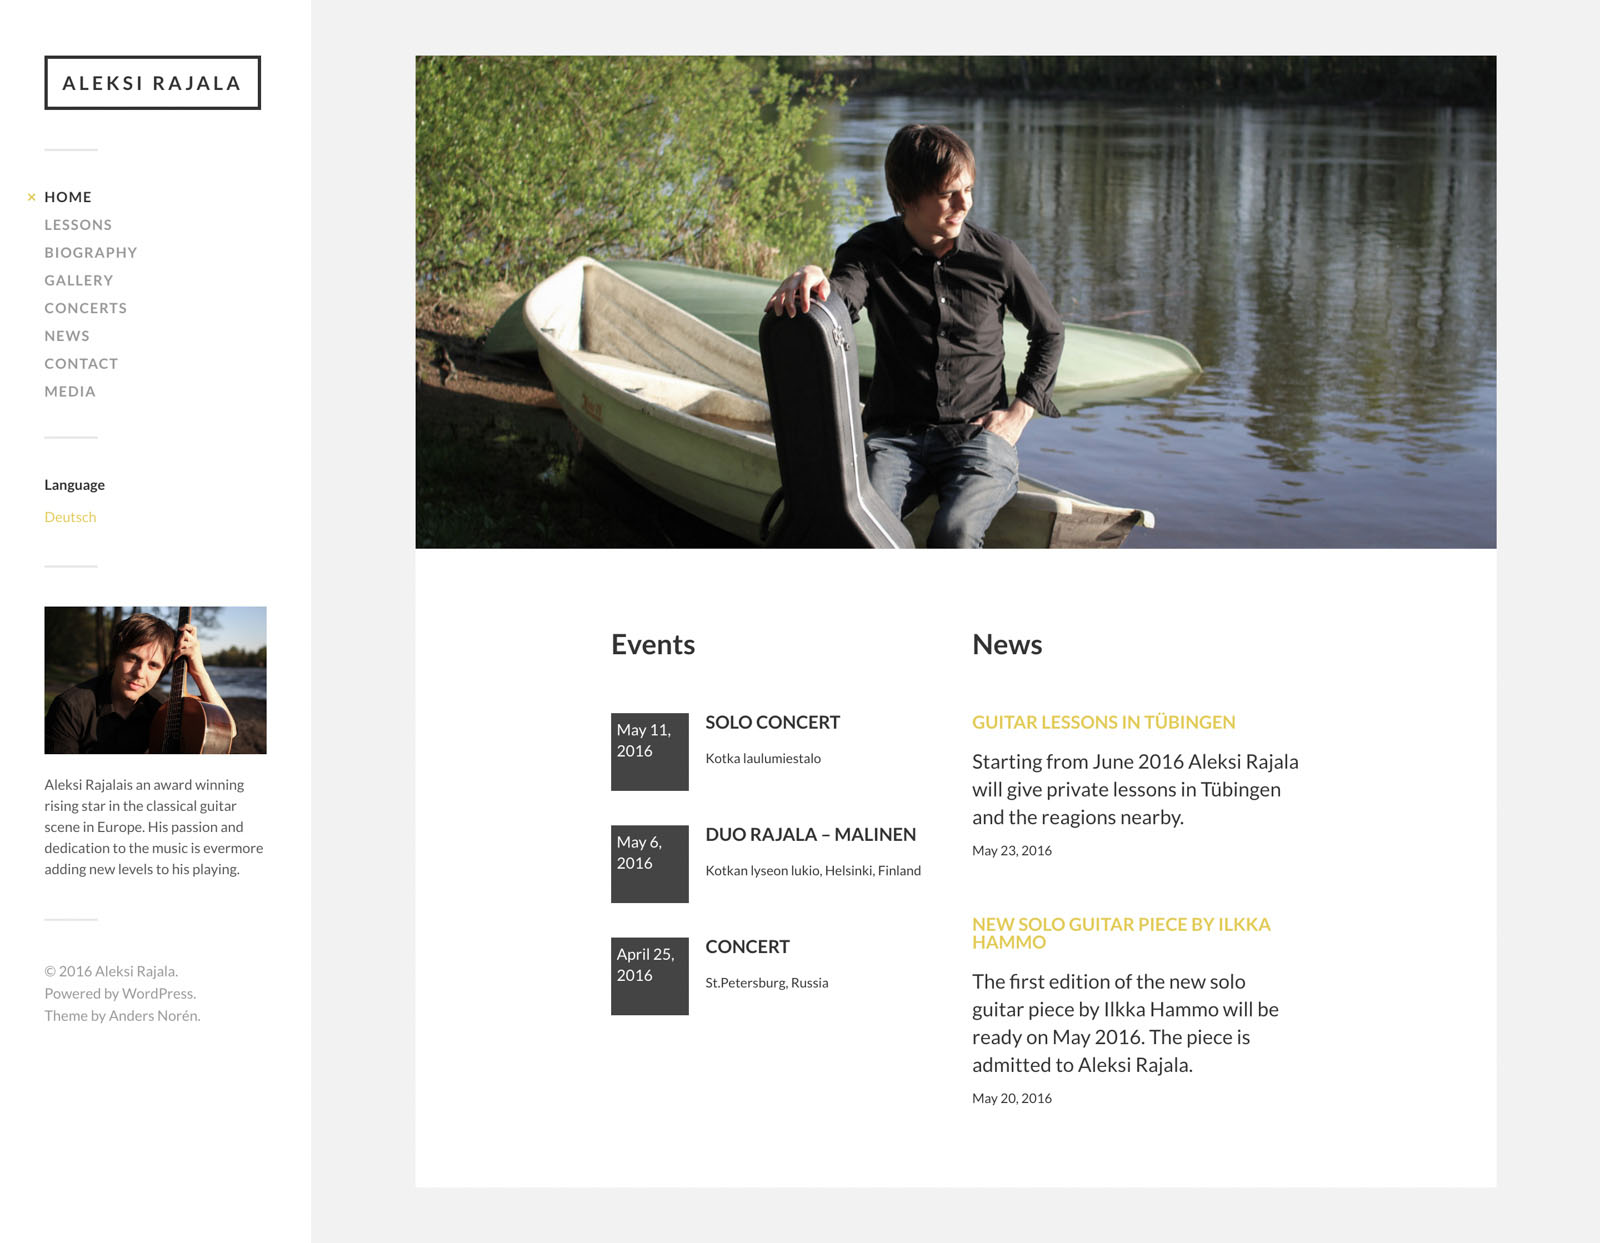 ALEKSI RAJALA
× HOME
LESSONS
BIOGRAPHY
GALLERY
CONCERTS
NEWS
CONTACT
MEDIA
Language
Deutsch
Aleksi Rajalais an award winning
rising star in the classical guitar
scene in Europe. His passion and
dedication to the music is evermore
adding new levels to his playing.
© 2016 Aleksi Rajala.
Powered by WordPress.
Theme by Anders Norén.
Events
May 11,
2016
SOLO CONCERT
Kotka laulumiestalo
May 6,
2016
DUO RAJALA – MALINEN
Kotkan lyseon lukio, Helsinki, Finland
April 25,
2016
CONCERT
St.Petersburg, Russia
News
GUITAR LESSONS IN TÜBINGEN
Starting from June 2016 Aleksi Rajala
will give private lessons in Tübingen
and the reagions nearby.
May 23, 2016
NEW SOLO GUITAR PIECE BY ILKKA
HAMMO
The first edition of the new solo
guitar piece by Ilkka Hammo will be
ready on May 2016. The piece is
admitted to Aleksi Rajala.
May 20, 2016